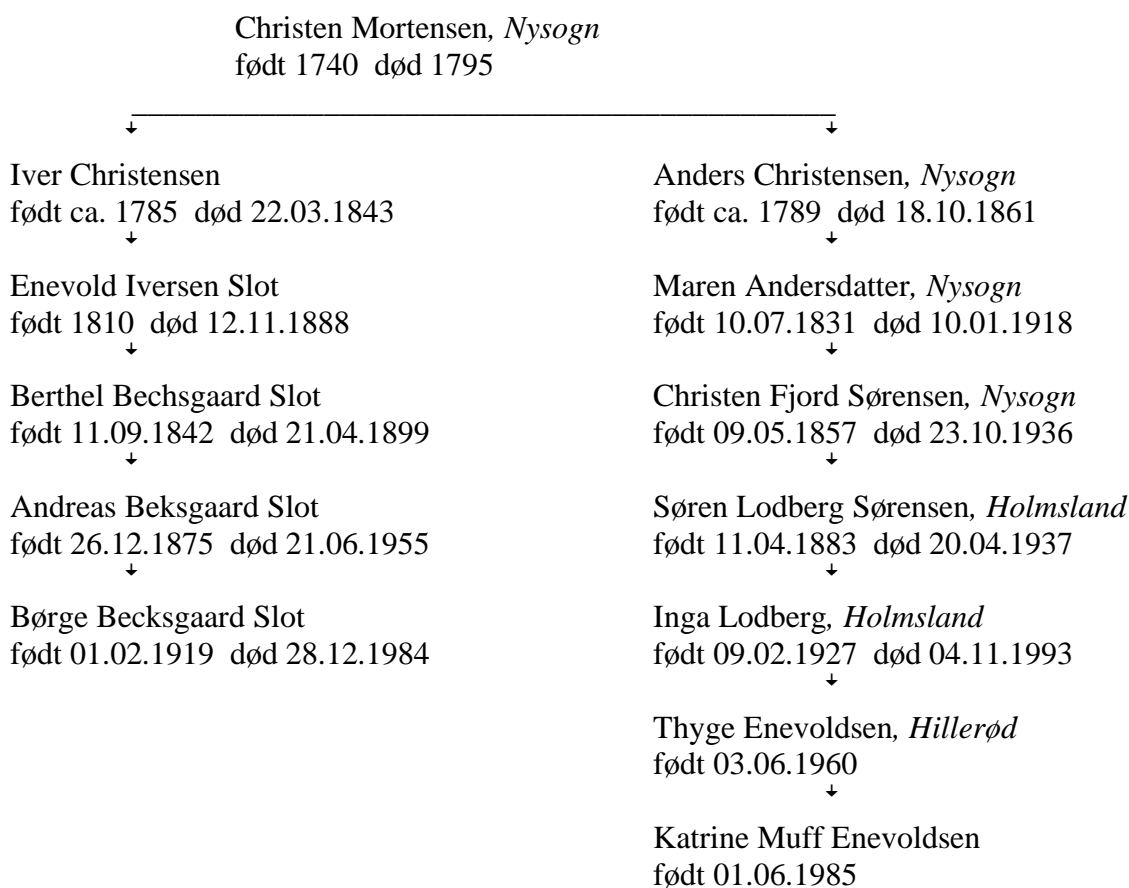 Christen Mortensen, Nysogn
født 1740 død 1795
Iver Christensen
født ca. 1785 død 22.03.1843
Enevold Iversen Slot
født 1810 død 12.11.1888
Berthel Bechsgaard Slot
født 11.09.1842 død 21.04.1899
Andreas Beksgaard Slot
født 26.12.1875 død 21.06.1955
Børge Becksgaard Slot
født 01.02.1919 død 28.12.1984
Anders Christensen, Nysogn
født ca. 1789 død 18.10.1861
Maren Andersdatter, Nysogn
født 10.07.1831 død 10.01.1918
Christen Fjord Sørensen, Nysogn
født 09.05.1857 død 23.10.1936
Søren Lodberg Sørensen, Holmsland
født 11.04.1883 død 20.04.1937
Inga Lodberg, Holmsland
født 09.02.1927 død 04.11.1993
Thyge Enevoldsen, Hillerød
født 03.06.1960
Katrine Muff Enevoldsen
født 01.06.1985